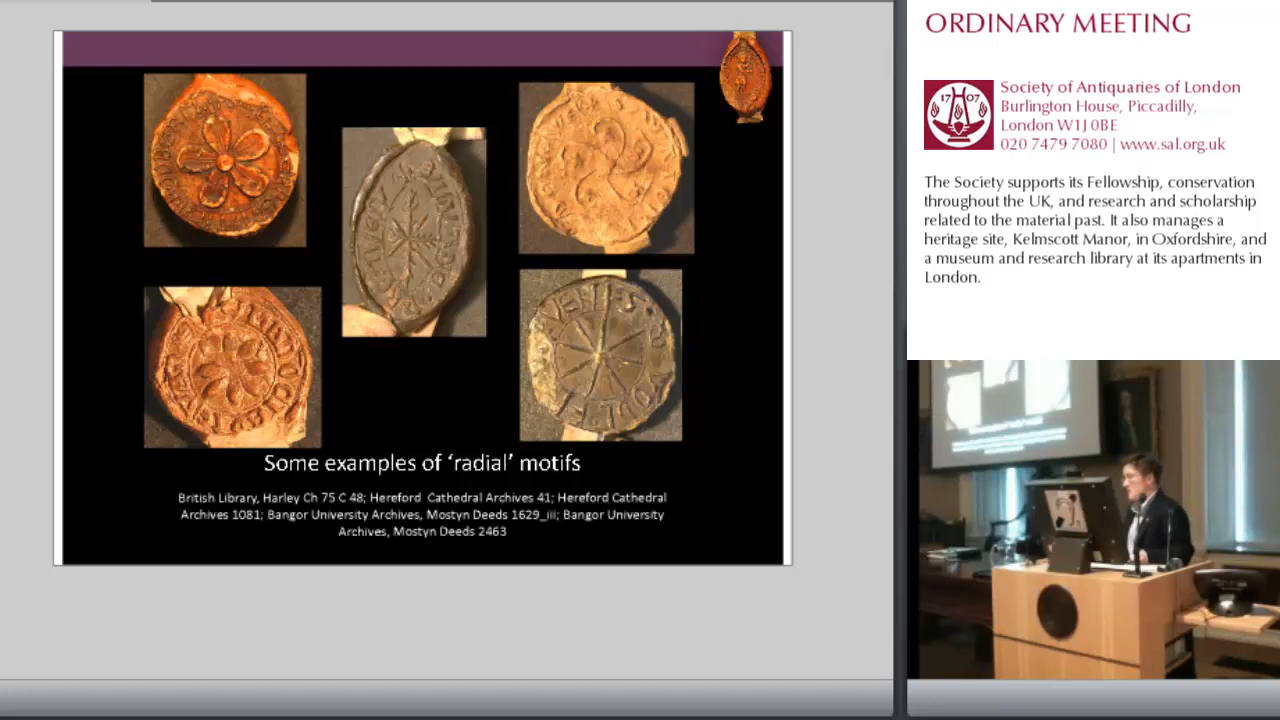 Some examples of ‘radial’ motifs
British Library, Harley Ch 75 C 48; Hereford Cathedral Archives 41; Hereford Cathedral
Archives 1081; Bangor University Archives, Mostyn Deeds 1629_iii; Bangor University
Archives, Mostyn Deeds 2463
ORDINARY MEETING
17 07
Society of Antiquaries of London
Burlington House, Piccadilly,
London W1J 0BE
020 7479 7080 | www.sal.org.uk
The Society supports its Fellowship, conservation
throughout the UK, and research and scholarship
related to the material past. It also manages a
heritage site, Kelmscott Manor, in Oxfordshire, and
a museum and research library at its apartments in
London.